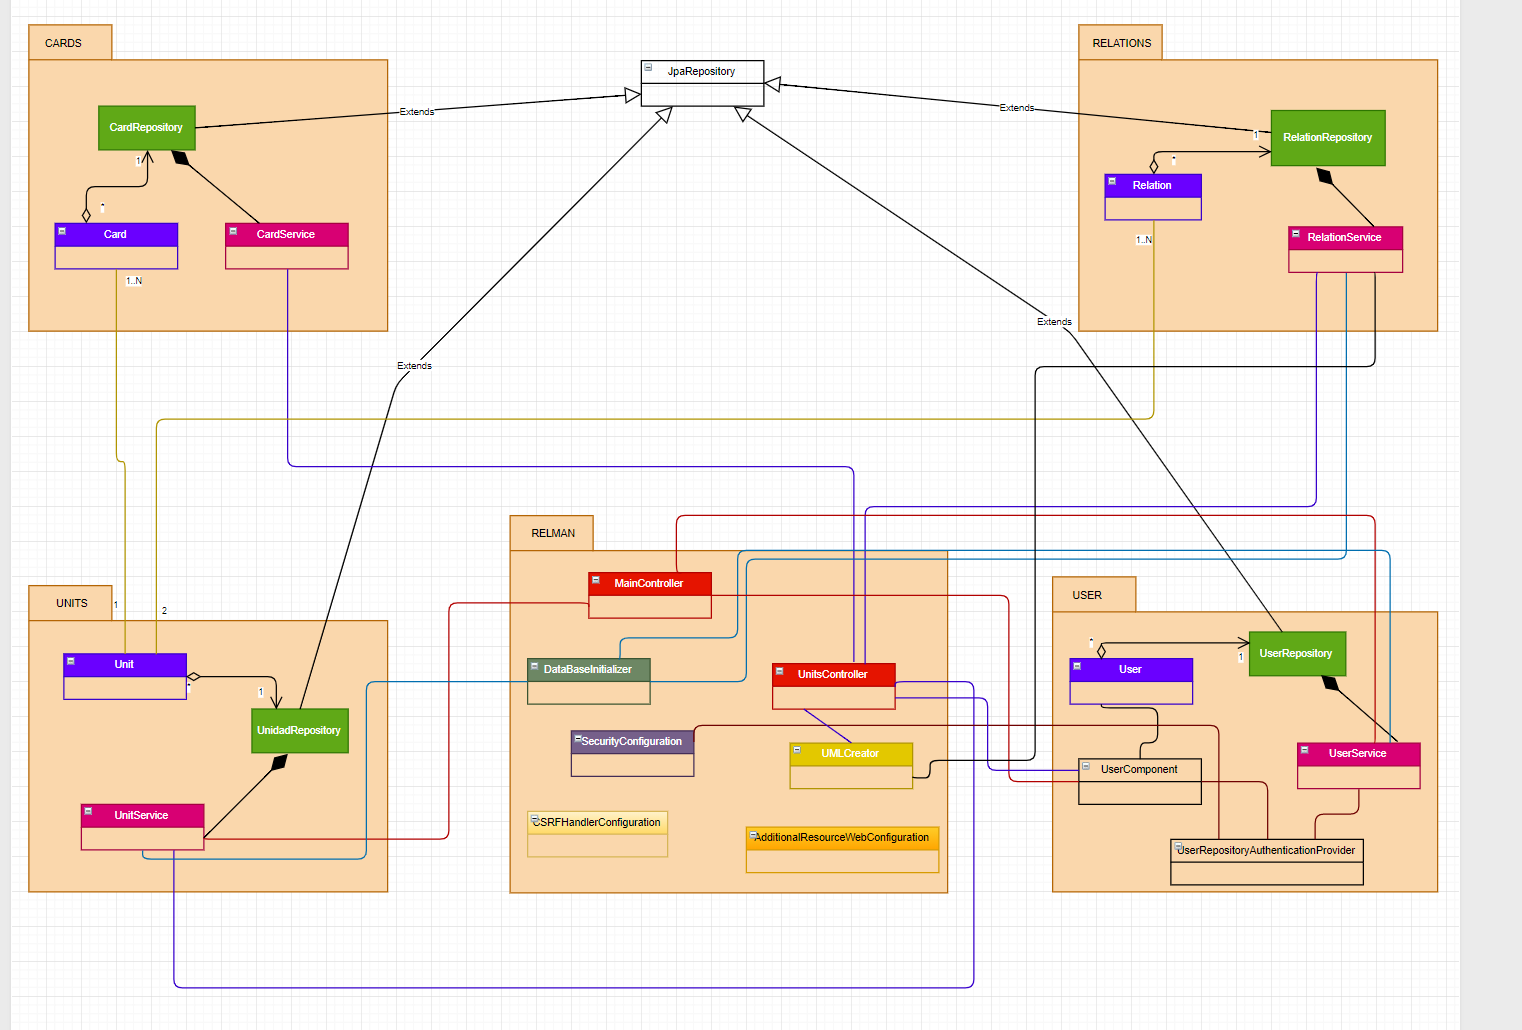 CARDS
RELATIONS
JpaRepository
Extends
Extends
CardRepository
RelationRepository
1
*
1
*
Relation
Card
CardService
RelationService
1..N
1..N
Extends
Extends
RELMAN
MainController
UNITS
1
2
USER
*
1
UserRepository
Unit
*
1
DataBaseInitializer
UnitsController
User
UnidadRepository
SecurityConfiguration
UMLCreator
UserComponent
UserService
UnitService
CSRFHandlerConfiguration
AdditionalResourceWebConfiguration
UserRepositoryAuthenticationProvider